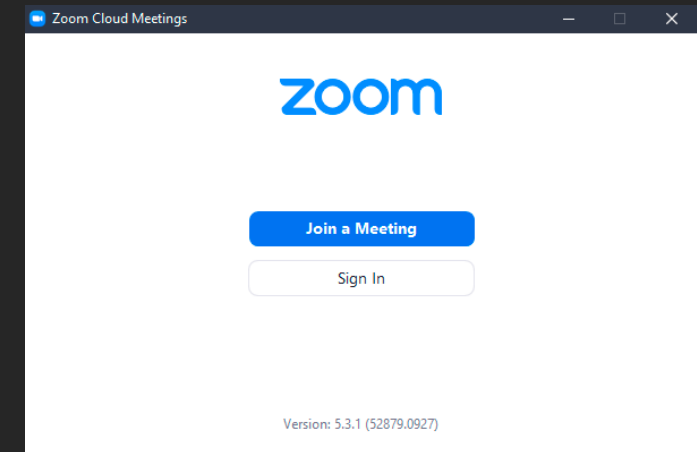 Zoom Cloud Meetings
zoom
Join a Meeting
Sign In
Version: 5.3.1 (52879.0927)